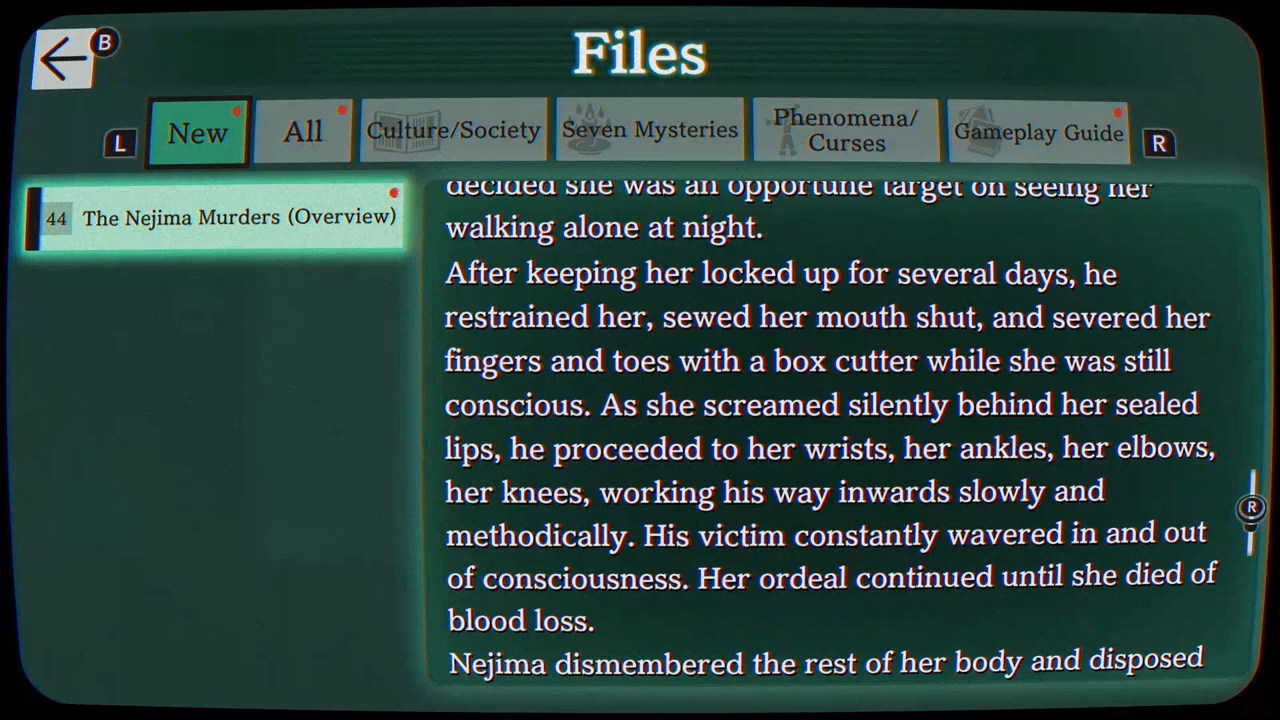 B
Files
L
New
All
Culture/Society
Seven Mysteries
Phenomena/
Curses
Gameplay Guide
R
44 The Nejima Murders (Overview)
decided she was an opportune target on seeing her
walking alone at night.
After keeping her locked up for several days, he
restrained her, sewed her mouth shut, and severed her
fingers and toes with a box cutter while she was still
conscious. As she screamed silently behind her sealed
lips, he proceeded to her wrists, her ankles, her elbows,
her knees, working his way inwards slowly and
methodically. His victim constantly wavered in and out
of consciousness. Her ordeal continued until she died of
blood loss.
Nejima dismembered the rest of her body and disposed
R